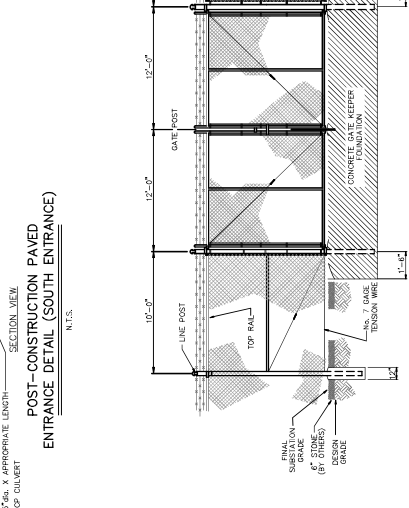 "dia. X APPROPRIATE LENGTH
CP CULVERT
SECTION VIEW
POST-CONSTRUCTION PAVED
ENTRANCE DETAIL (SOUTH ENTRANCE)
N.T.S.
10'-0"
12'-0"
12'-0"
LINE POST
GATE POST
TOP RAIL
FINAL
SUBSTATION
GRADE
6" STONE
(BY OTHERS)
DESIGN
GRADE
No. 7 GAGE
TENSION WIRE
CONCRETE GATE KEEPER
FOUNDATION
12"
1'-6"